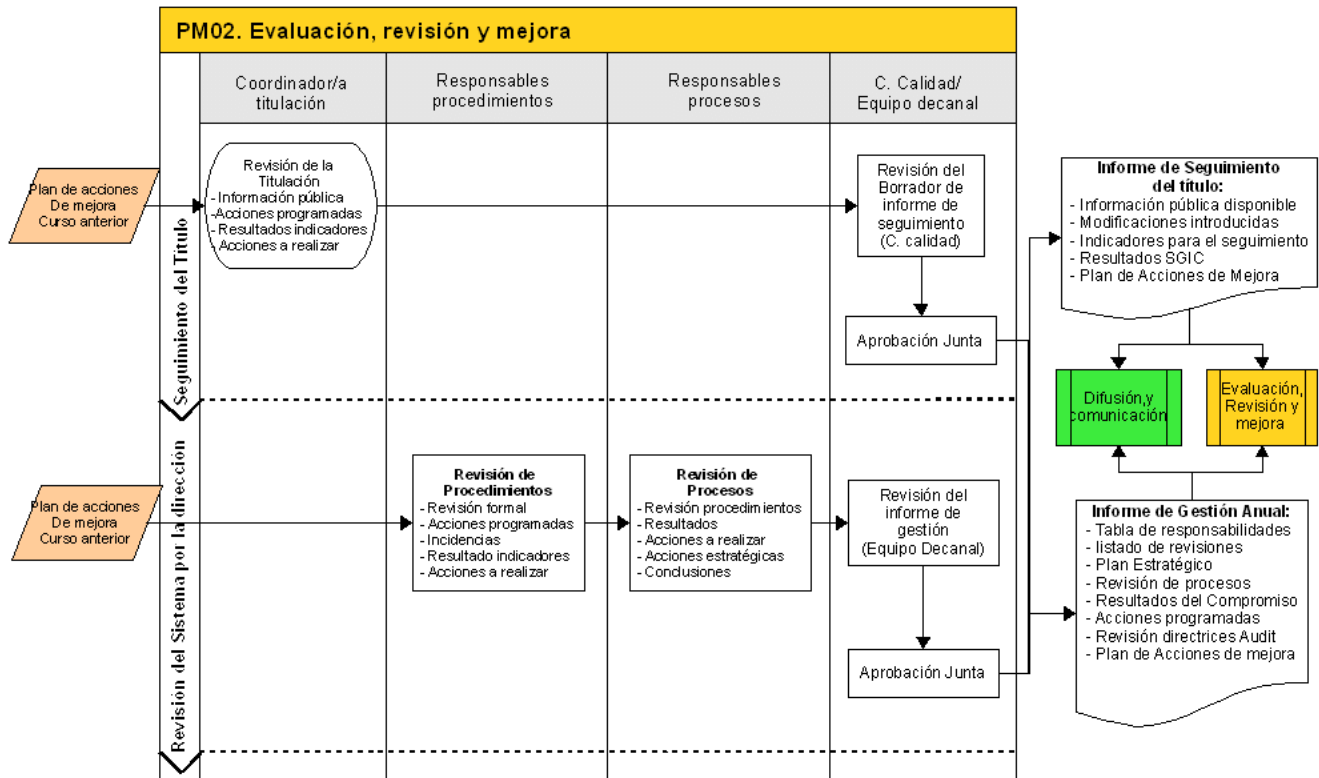 PM02. Evaluación, revisión y mejora
Coordinador/a
titulación
Responsables
procedimientos
Responsables
procesos
C. Calidad/
Equipo decanal
Seguimiento del Título
Plan de acciones
De mejora
Curso anterior
Revisión de la
Titulación
- Información pública
-Acciones programadas
- Resultados indicadores
- Acciones a realizar
Revisión del
Borrador de
informe de
seguimiento
(C. calidad)
Aprobación Junta
Informe de Seguimiento
del título:
- Información pública disponible
- Modificaciones introducidas
- Indicadores para el seguimiento
- Resultados SGIC
- Plan de Acciones de Mejora
Difusión,y
comunicación
Evaluación,
Revisión y
mejora
Revisión del Sistema por la dirección
Plan de acciones
De mejora
Curso anterior
Revisión de
Procedimientos
- Revisión formal
- Acciones programadas
- Incidencias
- Resultado indicadores
- Acciones a realizar
Revisión de
Procesos
- Revisión procedimientos
- Resultados
- Acciones a realizar
- Acciones estratégicas
- Conclusiones
Revisión del
informe de
gestión
(Equipo Decanal)
Aprobación Junta
Informe de Gestión Anual:
- Tabla de responsabilidades
- listado de revisiones
- Plan Estratégico
- Revisión de procesos
- Resultados del Compromiso
- Acciones programadas
- Revisión directrices Audit
- Plan de Acciones de mejora